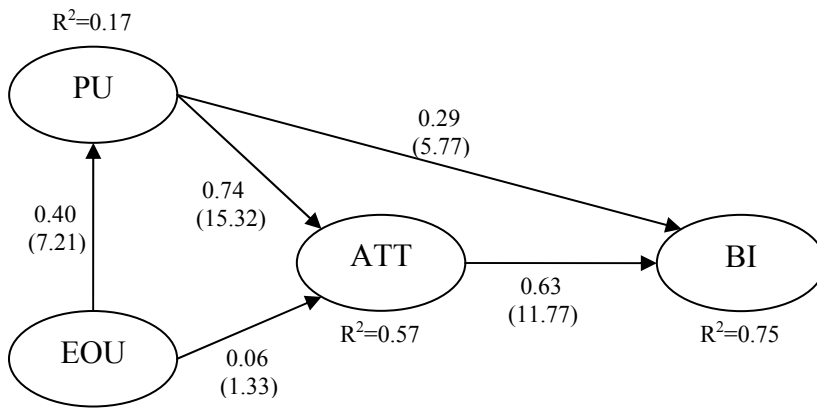 R²=0.17
PU
0.29
(5.77)
0.74
(15.32)
0.40
(7.21)
ATT
BI
0.63
(11.77)
R²=0.57
R²=0.75
EOU
0.06
(1.33)